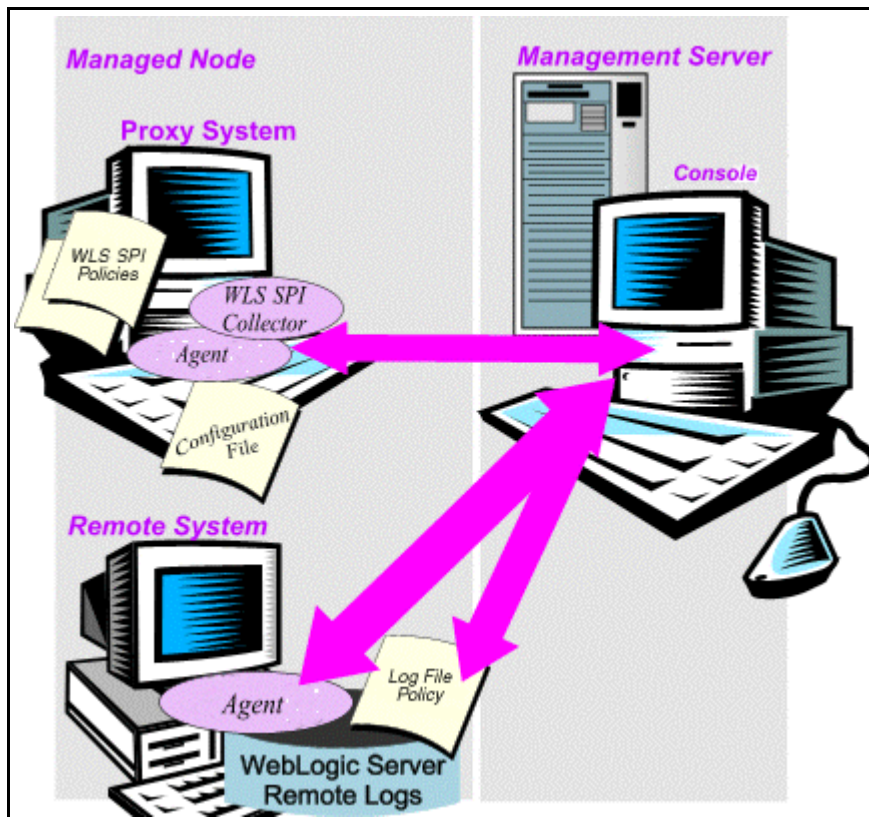 Managed Node
Management Server
Proxy System
Console
WLS SPI
Policies
WLS SPI
Collector
Agent
Configuration
File
Remote System
Log File
Policy
Agent
WebLogic Server
Remote Logs